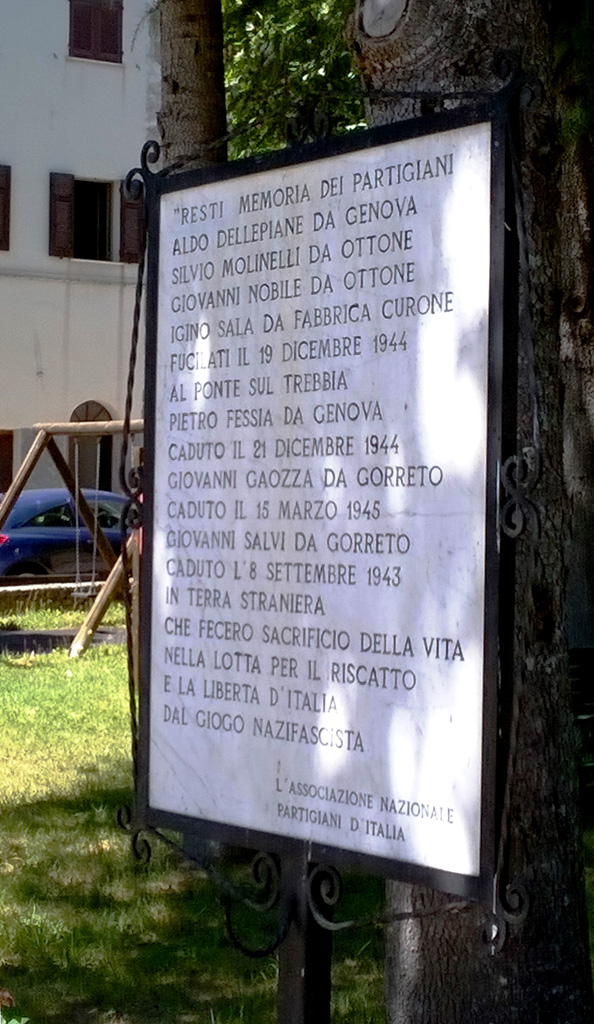 "RESTI MEMORIA DEI PARTIGIANI
ALDO DELLEPIANE DA GENOVA
SILVIO MOLINELLI DA OTTONE
GIOVANNI NOBILE DA OTTONE
IGINO SALA DA FABBRICA CURONE
FUCILATI IL 19 DICEMBRE 1944
AL PONTE SUL TREBBIA
PIETRO FESSIA DA GENOVA
CADUTO IL 21 DICEMBRE 1944
GIOVANNI GAOZZA DA GORRETO
CADUTO IL 15 MARZO 1945
GIOVANNI SALVI DA GORRETO
CADUTO L'8 SETTEMBRE 1943
IN TERRA STRANIERA
CHE FECERO SACRIFICIO DELLA VITA
NELLA LOTTA PER IL RISCATTO
E LA LIBERTA D'ITALIA
DAL GIOGO NAZIFASCISTA
L'ASSOCIAZIONE NAZIONALE
PARTIGIANI D'ITALIA